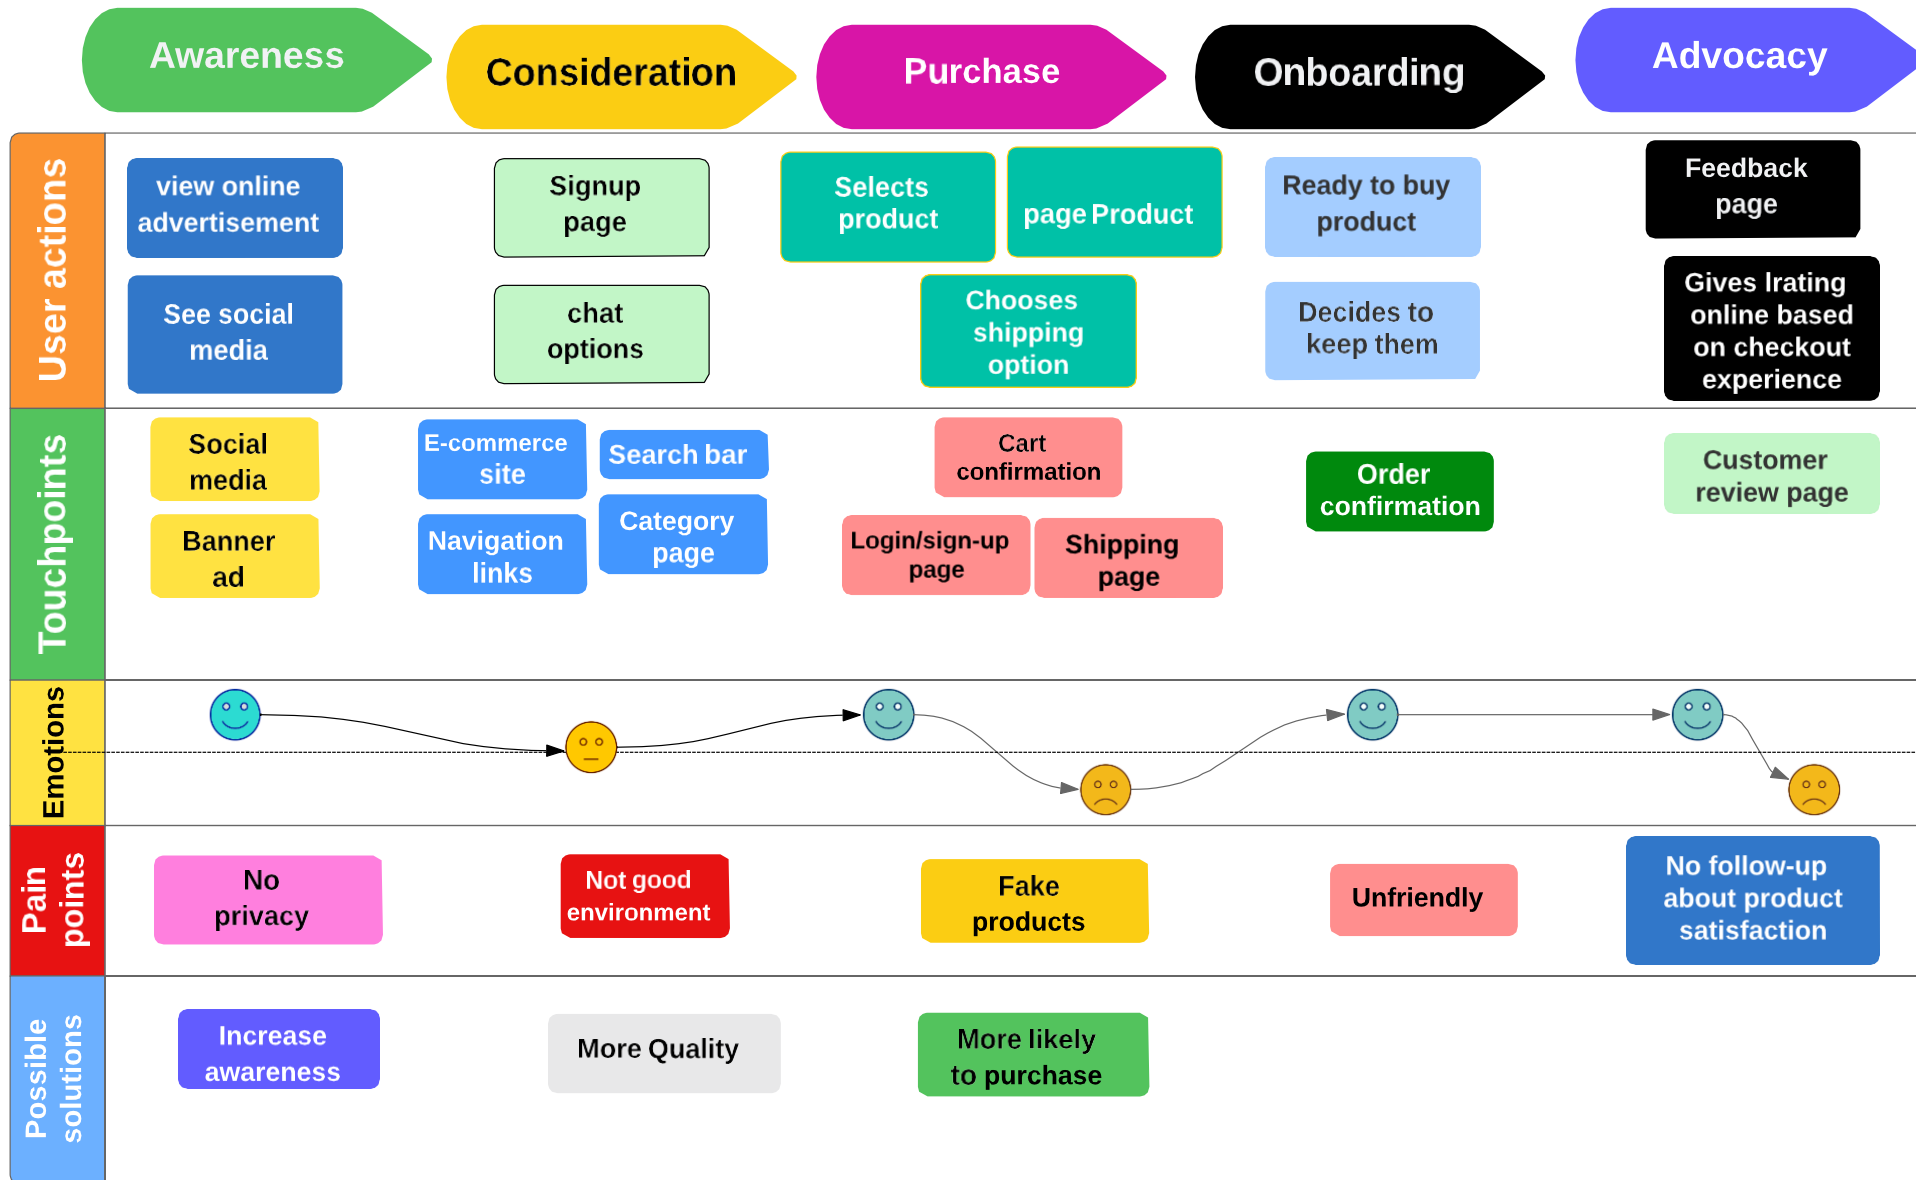 Awareness
Consideration
Purchase
Onboarding
Advocacy
User actions
view online
advertisement
See social
media
Signup
page
chat
options
Selects
product
page Product
Chooses
shipping
option
Ready to buy
product
Decides to
keep them
Feedback
page
Gives Irating
online based
on checkout
experience
Touchpoints
Social
media
Banner
ad
E-commerce
site
Search bar
Navigation
links
Category
page
Cart
confirmation
Login/sign-up
page
Shipping
page
Order
confirmation
Customer
review page
Emotions
Pain
points
No
privacy
Not good
environment
Fake
products
Unfriendly
No follow-up
about product
satisfaction
Possible
solutions
Increase
awareness
More Quality
More likely
to purchase